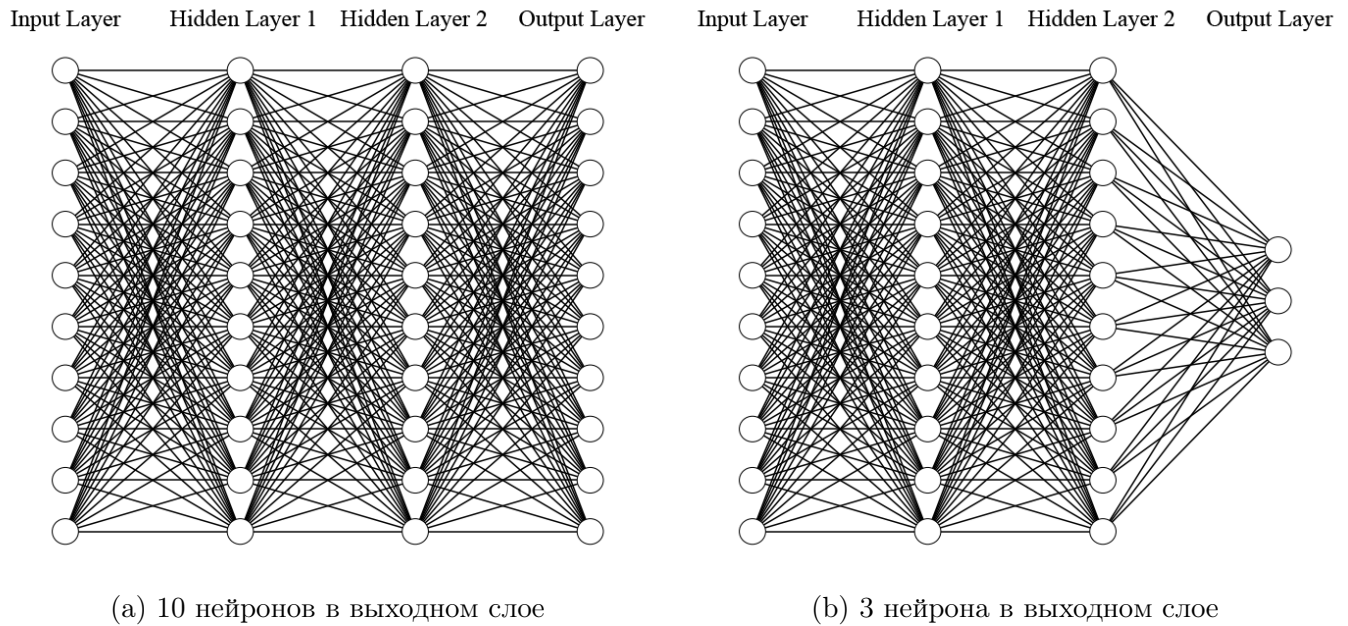 Input Layer Hidden Layer 1 Hidden Layer 2 Output Layer
Input Layer Hidden Layer 1 Hidden Layer 2 Output Layer
(a) 10 нейронов в выходном слое
(b) 3 нейрона в выходном слое